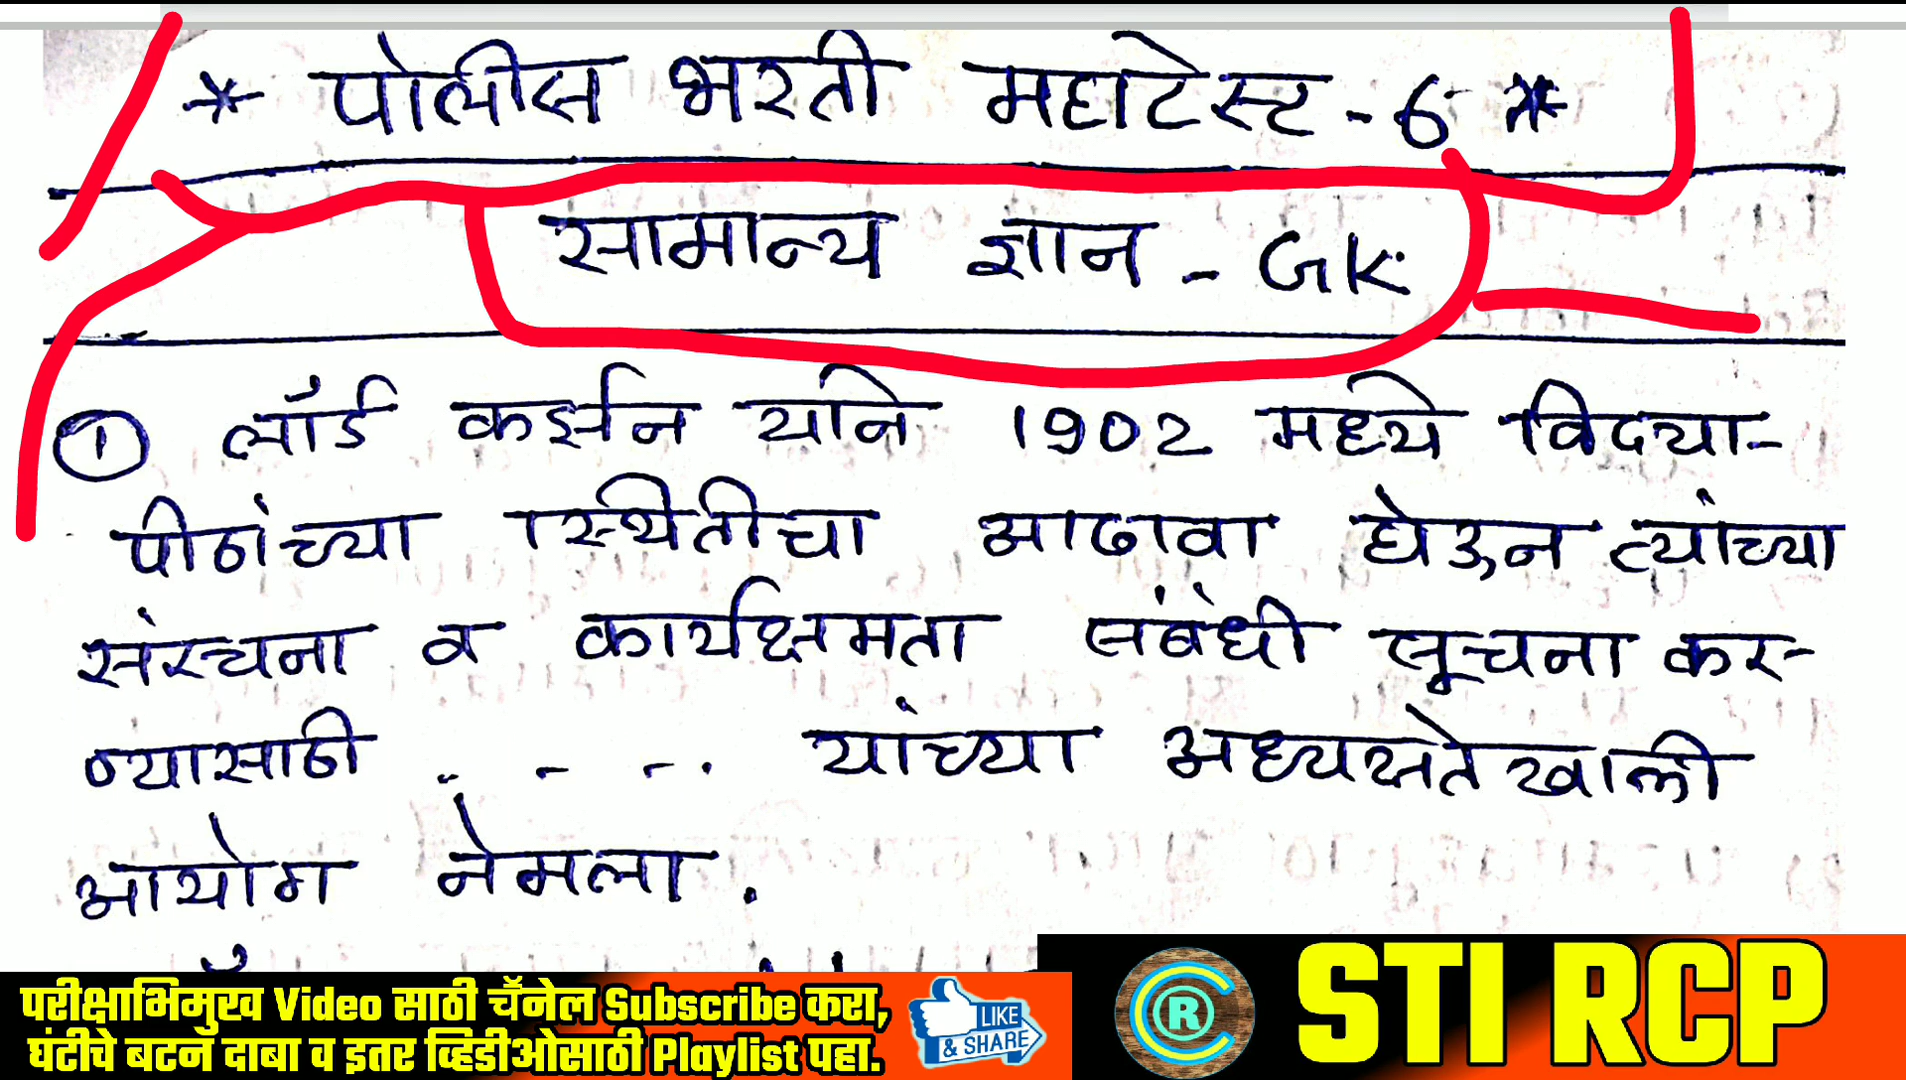 * पोलीस भरती महाटेस्ट - 6 *
सामान्य ज्ञान - GK.
① लॉर्ड कर्झन याने 1902 मध्ये विदया-
पीठांच्या स्थितीचा आढावा घेऊन त्यांच्या
संरचना व कार्यक्षमता संबंधी सूचना कर-
ण्यासाठी .. - - .. यांच्या अध्यक्षतेखाली
आयोग नेमला.
परीक्षाभिमुख Video साठी चॅनेल Subscribe करा,
घंटीचे बटन दाबा व इतर व्हिडीओसाठी Playlist पहा.
LIKE
& SHARE
R
STI RCP